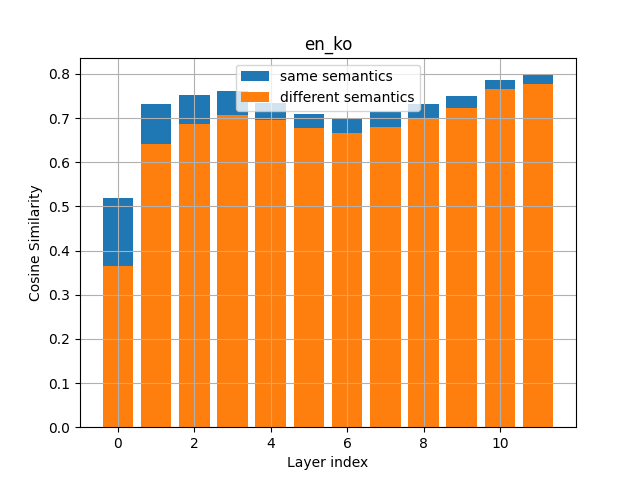 en_ko
same semantics
different semantics
Cosine Similarity
0.8
0.7
0.6
0.5
0.4
0.3
0.2
0.1
0.0
0 2 4 6 8 10
Layer index